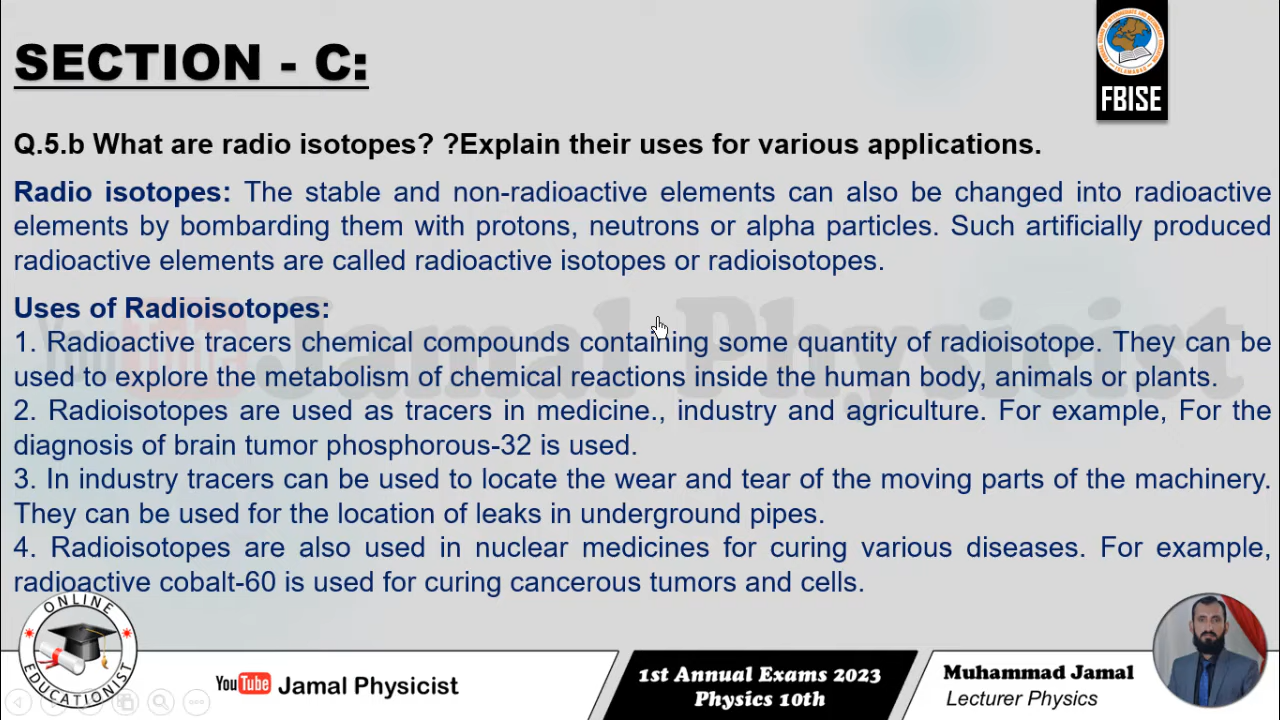 SECTION - C:
FBISE
Q.5.b What are radio isotopes? ?Explain their uses for various applications.
Radio isotopes: The stable and non-radioactive elements can also be changed into radioactive
elements by bombarding them with protons, neutrons or alpha particles. Such artificially produced
radioactive elements are called radioactive isotopes or radioisotopes.
Uses of Radioisotopes:
YouTube Jamal Physicist
1. Radioactive tracers chemical compounds containing some quantity of radioisotope. They can be
used to explore the metabolism of chemical reactions inside the human body, animals or plants.
2. Radioisotopes are used as tracers in medicine., industry and agriculture. For example, For the
diagnosis of brain tumor phosphorous-32 is used.
3. In industry tracers can be used to locate the wear and tear of the moving parts of the machinery.
They can be used for the location of leaks in underground pipes.
4. Radioisotopes are also used in nuclear medicines for curing various diseases. For example,
radioactive cobalt-60 is used for curing cancerous tumors and cells.
ONLINE
EDUCATIONIST
YouTube Jamal Physicist
1st Annual Exams 2023
Physics 10th
Muhammad Jamal
Lecturer Physics